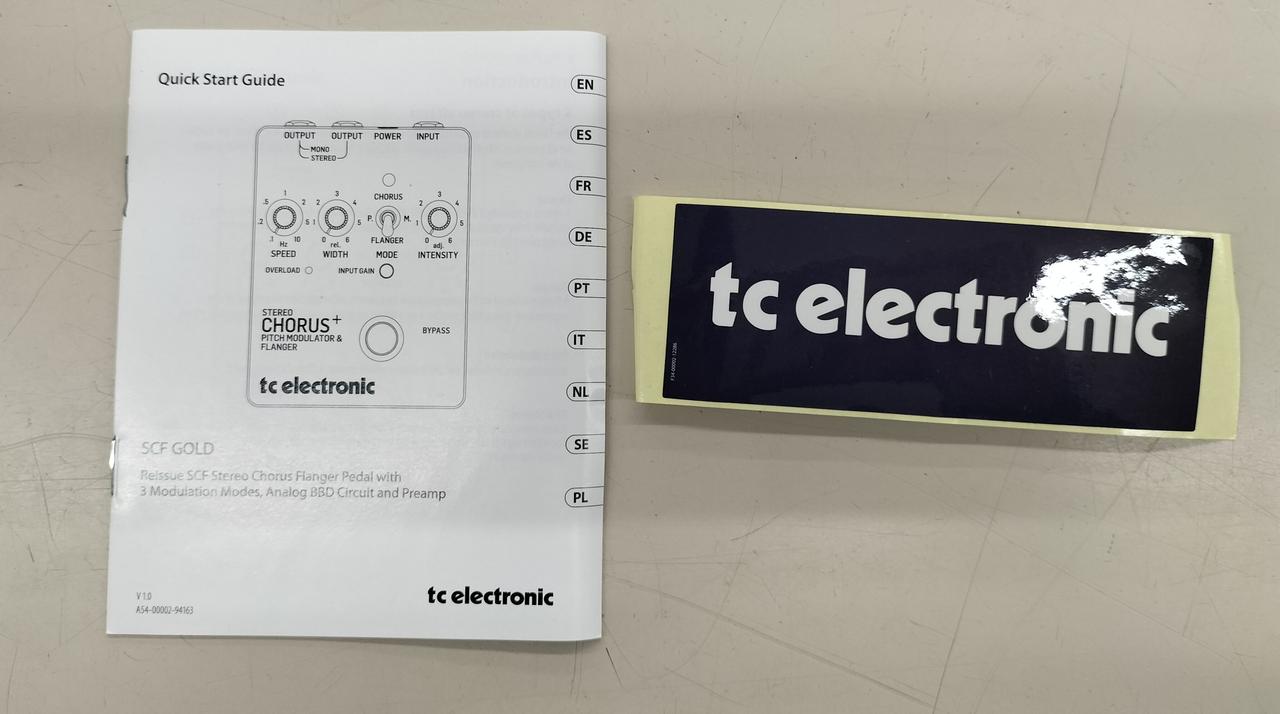 Quick Start Guide
EN
ES
FR
DE
PT
IT
NL
SE
PL
OUTPUT OUTPUT POWER INPUT
MONO
STEREO
CHORUS
P. M.
FLANGER
.1 .2 .5 1 2 5 10
Hz
SPEED
0 1 2 3 4 5 6
rel.
WIDTH
MODE
0 1 2 3 4 5 6
adj.
INTENSITY
OVERLOAD INPUT GAIN
STEREO
CHORUS+
PITCH MODULATOR &
FLANGER
BYPASS
tc electronic
SCF GOLD
Reissue SCF Stereo Chorus Flanger Pedal with
3 Modulation Modes, Analog BBD Circuit and Preamp
V 1.0
A54-00002-94163
tc electronic
tc electronic
F34-00002-12286